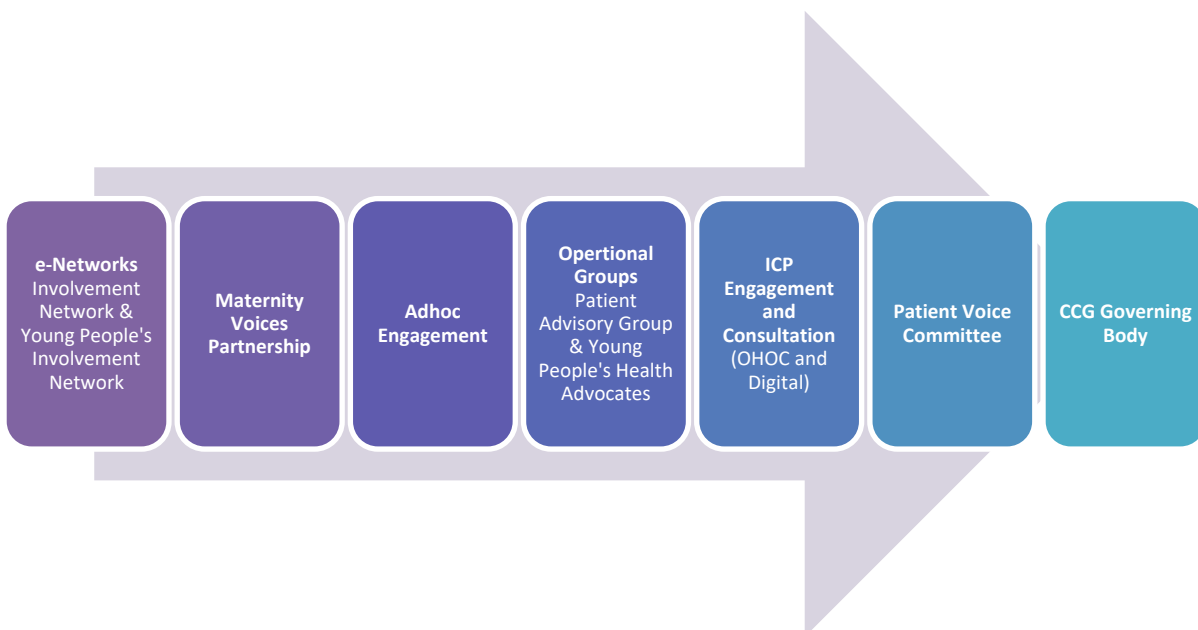 e-Networks
Involvement
Network &
Young People's
Involvement
Network
Maternity
Voices
Partnership
Adhoc
Engagement
Opertional
Groups
Patient
Advisory Group
& Young
People's Health
Advocates
ICP
Engagement
and
Consultation
(OHOC and
Digital)
Patient Voice
Committee
CCG Governing
Body